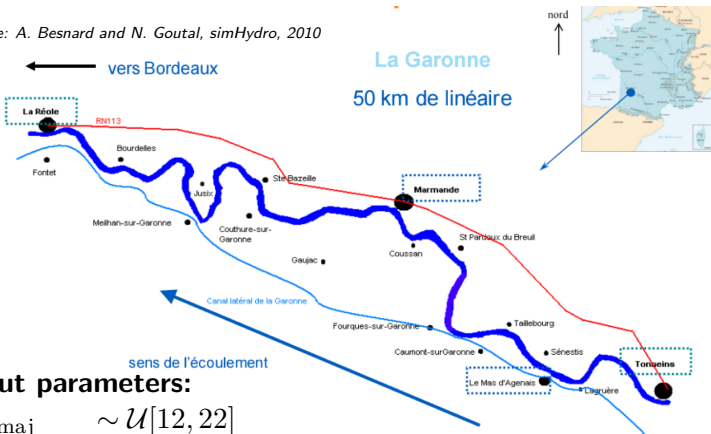 e: A. Besnard and N. Goutal, simHydro, 2010
nord
vers Bordeaux
La Garonne
50 km de linéaire
La Réole
RN113
Bourdelles
Fontet
Ste Bazeille
Jusix
Marmande
Meilhan-sur-Garonne
Couthure-sur-
Garonne
St Pardoux du Breuil
Coussan
Gaujac
Canal latéral de la Garonne
Fourques-sur-Garonne
Taillebourg
Caumont-surGaronne
Sénestis
Tonneins
sens de l'écoulement
Le Mas d'Agenais
Lagruère
ut parameters:
maj ∼ U[12, 22]